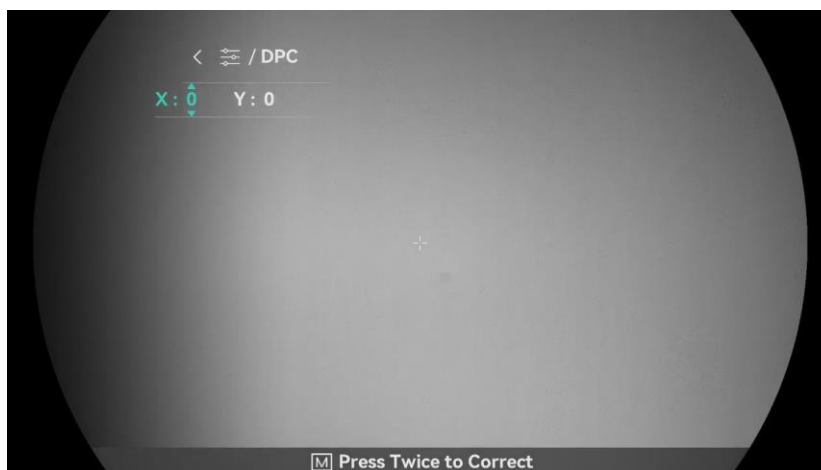 / DPC
X : 0 Y : 0
M Press Twice to Correct